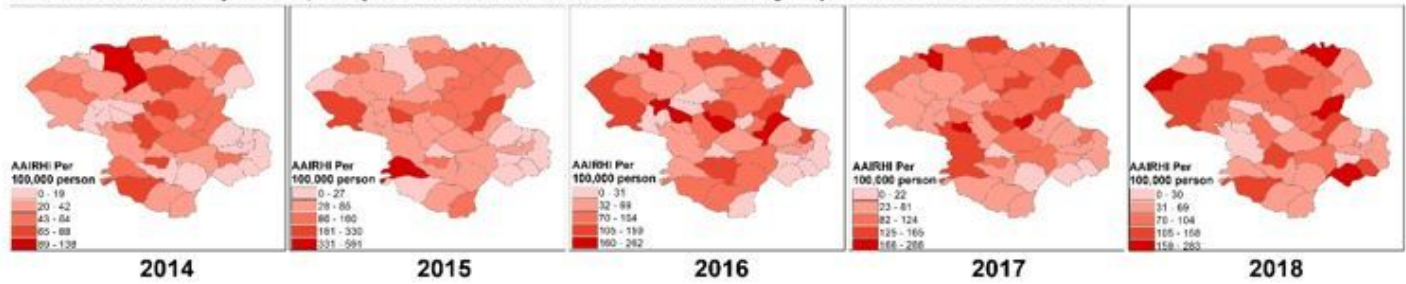 AAIRHI Per
100,000 person
0 - 19
20 - 42
43 - 64
65 - 88
89 - 138
2014
AAIRHI Per
100,000 person
0 - 27
28 - 85
86 - 160
161 - 330
331 - 591
2015
AAIRHI Per
100,000 person
0 - 31
32 - 69
70 - 104
105 - 159
160 - 262
2016
AAIRHI Per
100,000 person
0 - 22
23 - 81
82 - 124
125 - 165
166 - 286
2017
AAIRHI Per
100,000 person
0 - 30
31 - 69
70 - 104
105 - 158
159 - 283
2018